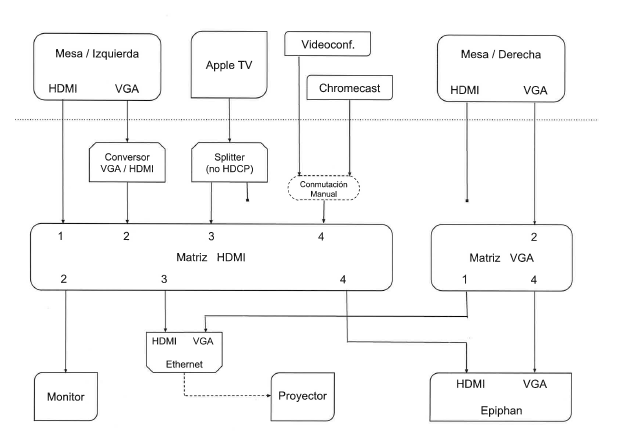 Mesa / Izquierda
HDMI VGA
Apple TV
Videoconf.
Chromecast
Mesa / Derecha
HDMI VGA
Conversor
VGA / HDMI
Splitter
(no HDCP)
Conmutación
Manual
1 2 3 4
Matriz HDMI
2 3 4
2
Matriz VGA
1 4
HDMI VGA
Ethernet
Monitor
Proyector
HDMI VGA
Epiphan